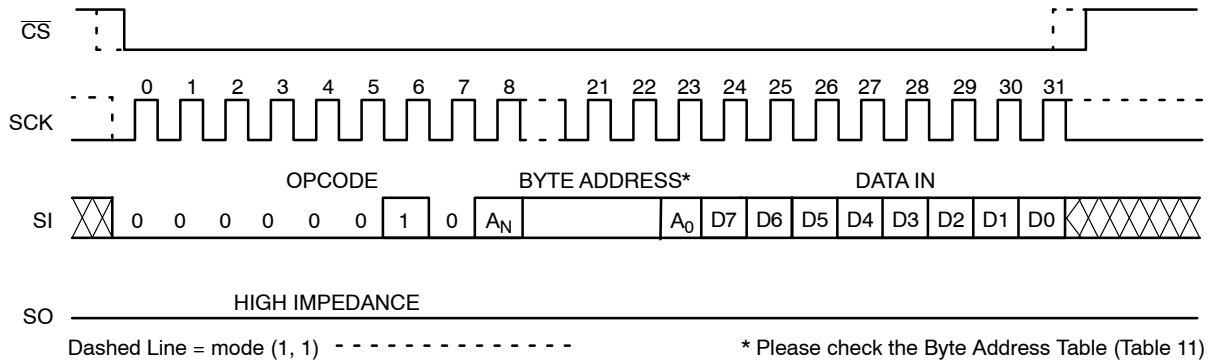 CS
0 1 2 3 4 5 6 7 8 21 22 23 24 25 26 27 28 29 30 31
SCK
OPCODE BYTE ADDRESS* DATA IN
SI 0 0 0 0 0 0 1 0 AN A0 D7 D6 D5 D4 D3 D2 D1 D0
HIGH IMPEDANCE
SO
Dashed Line = mode (1, 1) * Please check the Byte Address Table (Table 11)